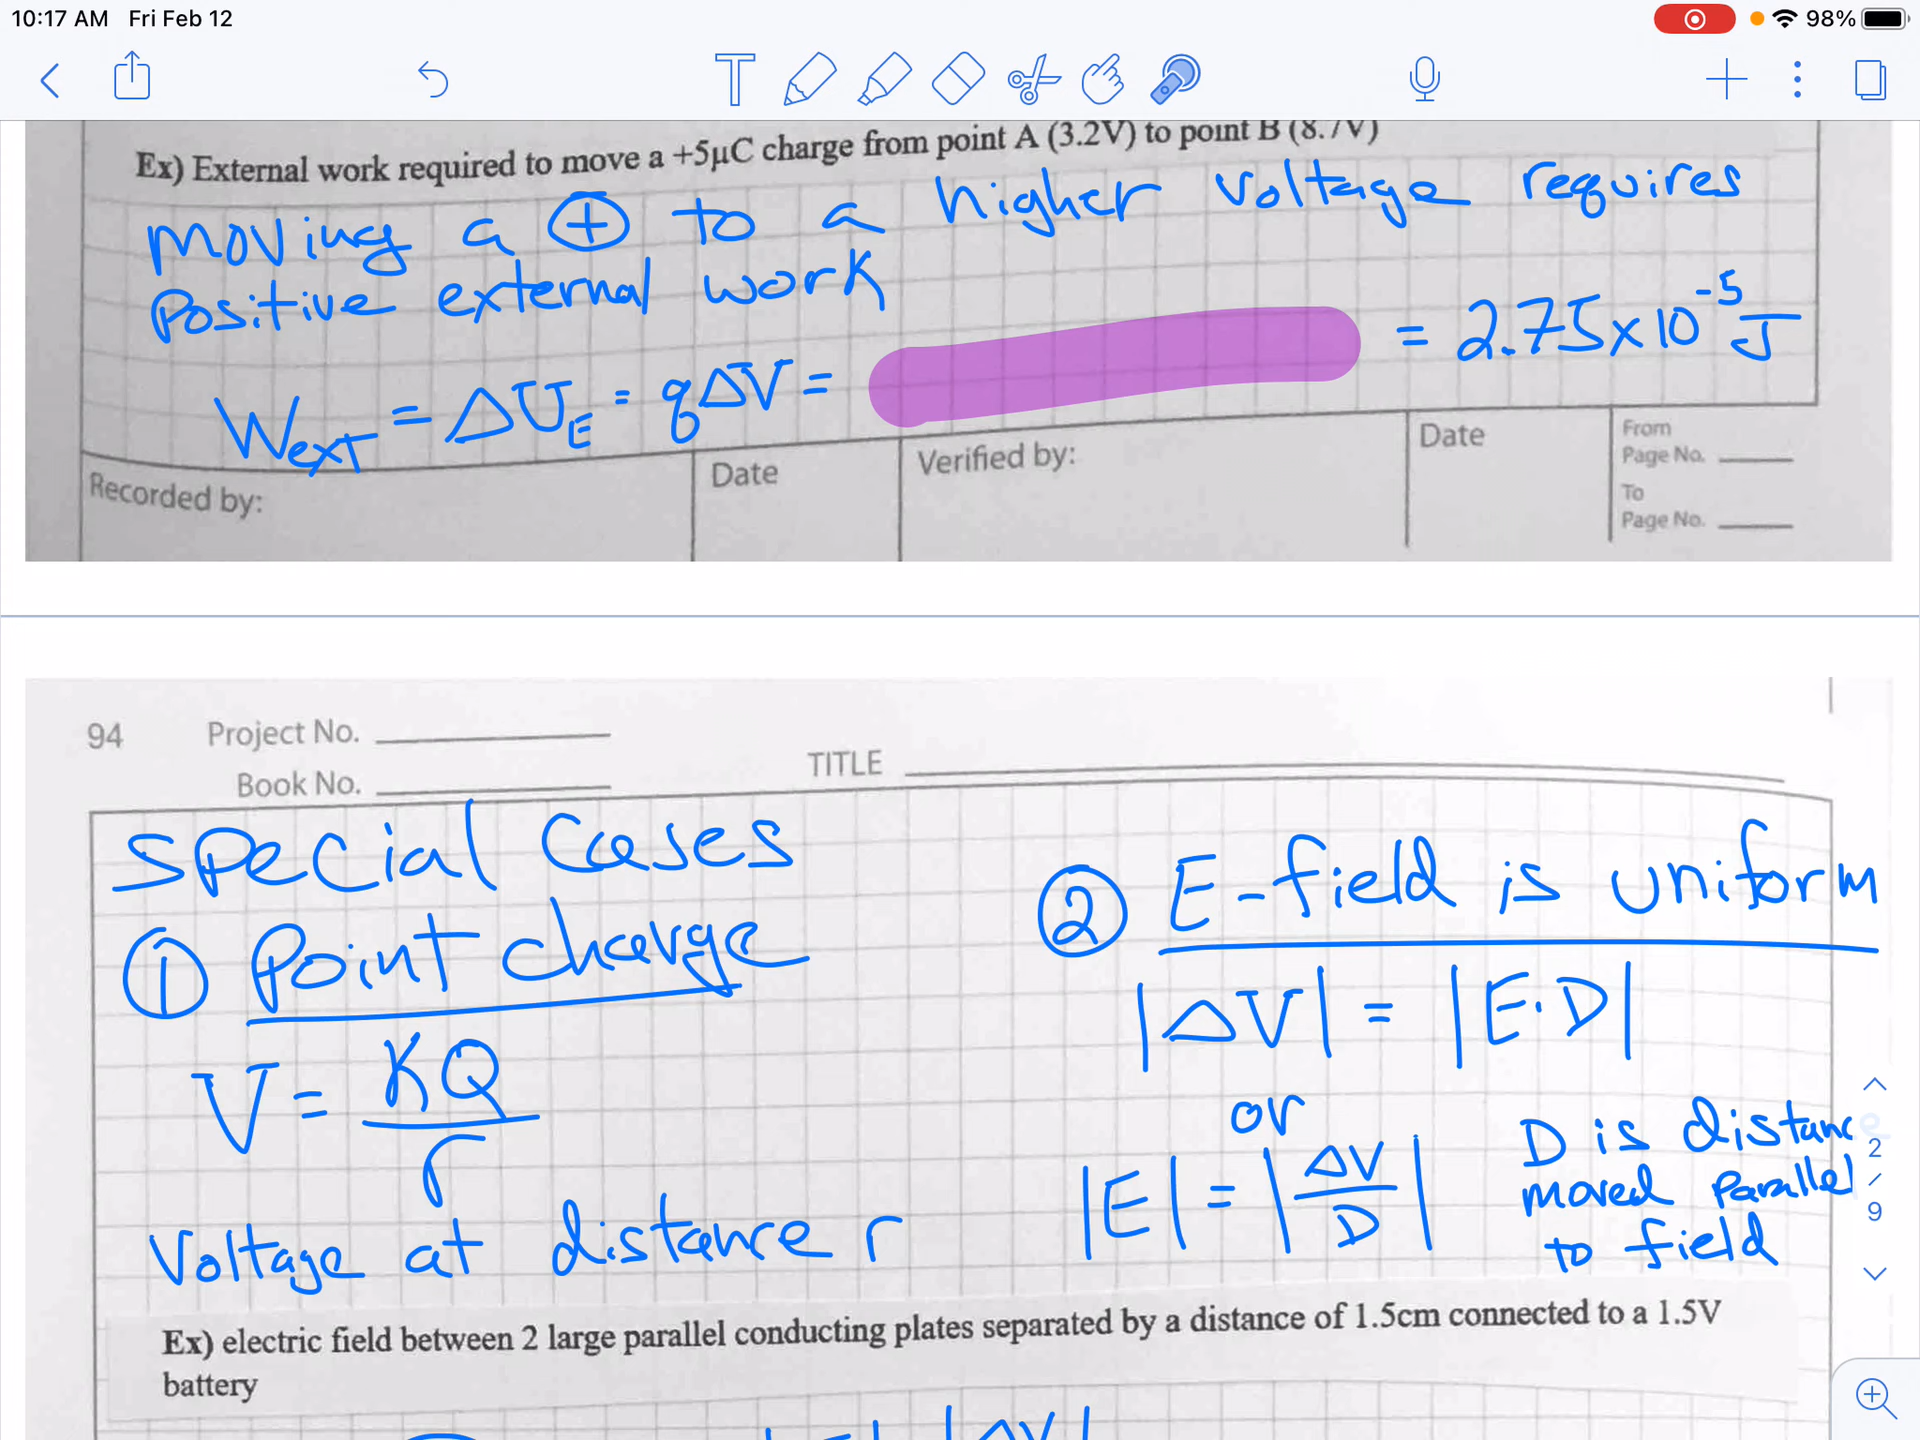 10:17 AM Fri Feb 12
98%
Ex) External work required to move a +5μC charge from point A (3.2V) to point B (8.7V)
moving a ⊕ to a higher voltage requires
Positive external work
W_EXT = ΔU_E = qΔV = = 2.75x10^-5 J
Recorded by:
Date
Verified by:
Date
From
Page No.
To
Page No.
94 Project No.
Book No.
TITLE
Special Cases
① Point charge
V = KQ/r
Voltage at distance r
② E-field is uniform
|ΔV| = |E·D|
or
|E| = |ΔV/D|
D is distance
moved parallel
to field
2/9
Ex) electric field between 2 large parallel conducting plates separated by a distance of 1.5cm connected to a 1.5V
battery